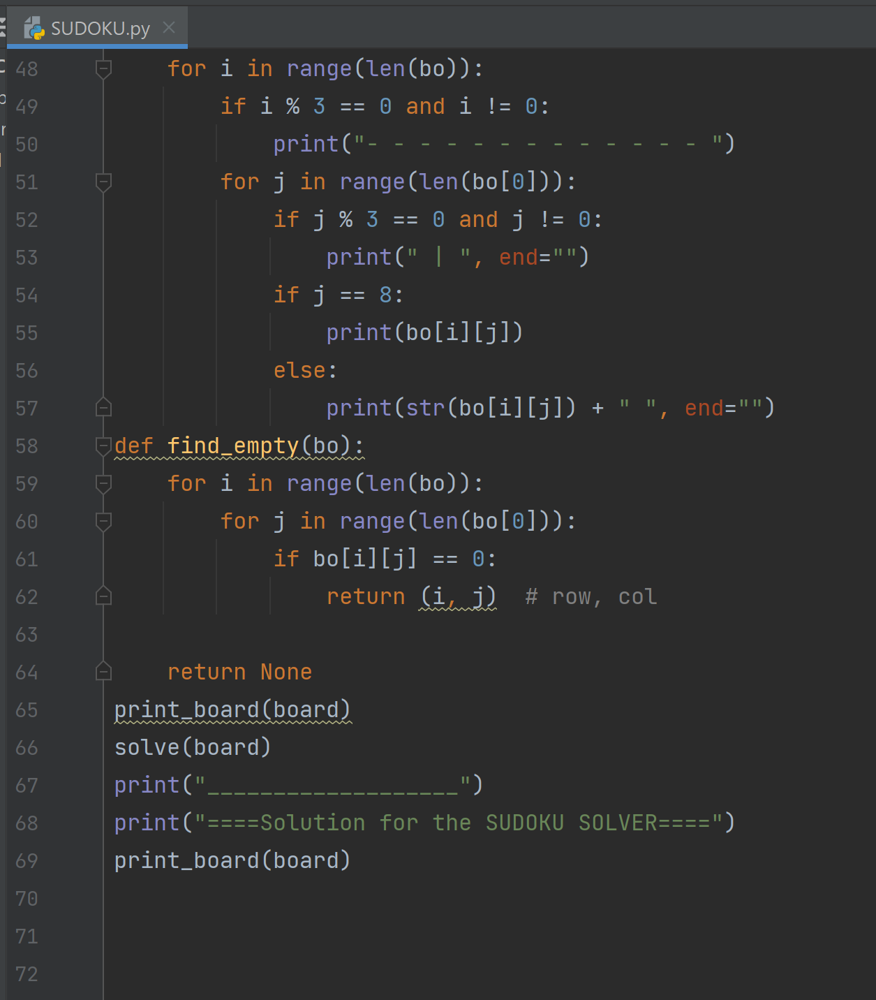 SUDOKU.py
48 for i in range(len(bo)):
49 if i % 3 == 0 and i != 0:
50 print("- - - - - - - - - - - - - ")
51 for j in range(len(bo[0])):
52 if j % 3 == 0 and j != 0:
53 print(" | ", end="")
54 if j == 8:
55 print(bo[i][j])
56 else:
57 print(str(bo[i][j]) + " ", end="")
58 def find_empty(bo):
59 for i in range(len(bo)):
60 for j in range(len(bo[0])):
61 if bo[i][j] == 0:
62 return (i, j)  # row, col
63
64 return None
65 print_board(board)
66 solve(board)
67 print("___________________")
68 print("====Solution for the SUDOKU SOLVER====")
69 print_board(board)
70
71
72